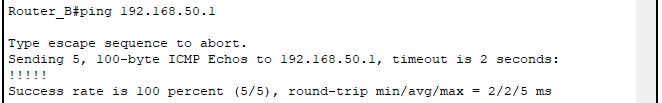 Router_B#ping 192.168.50.1
Type escape sequence to abort.
Sending 5, 100-byte ICMP Echos to 192.168.50.1, timeout is 2 seconds:
!!!!!
Success rate is 100 percent (5/5), round-trip min/avg/max = 2/2/5 ms